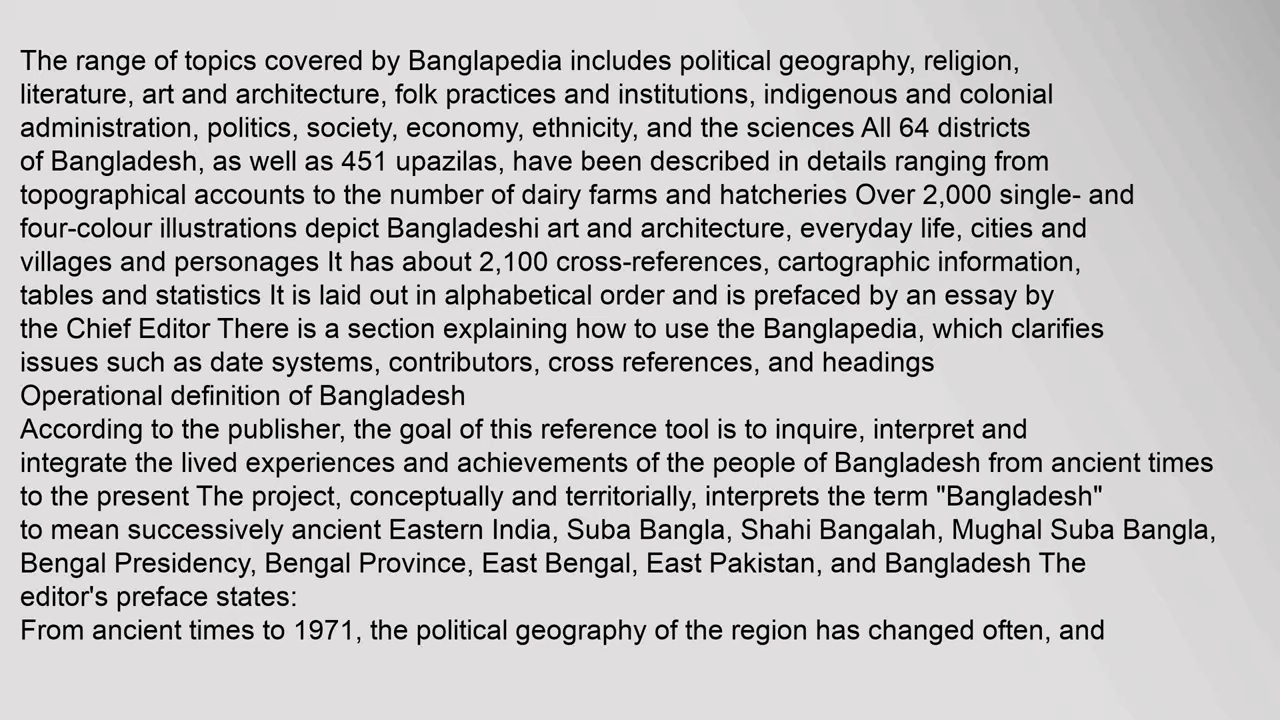 The range of topics covered by Banglapedia includes political geography, religion,
literature, art and architecture, folk practices and institutions, indigenous and colonial
administration, politics, society, economy, ethnicity, and the sciences All 64 districts
of Bangladesh, as well as 451 upazilas, have been described in details ranging from
topographical accounts to the number of dairy farms and hatcheries Over 2,000 single- and
four-colour illustrations depict Bangladeshi art and architecture, everyday life, cities and
villages and personages It has about 2,100 cross-references, cartographic information,
tables and statistics It is laid out in alphabetical order and is prefaced by an essay by
the Chief Editor There is a section explaining how to use the Banglapedia, which clarifies
issues such as date systems, contributors, cross references, and headings
Operational definition of Bangladesh
According to the publisher, the goal of this reference tool is to inquire, interpret and
integrate the lived experiences and achievements of the people of Bangladesh from ancient times
to the present The project, conceptually and territorially, interprets the term "Bangladesh"
to mean successively ancient Eastern India, Suba Bangla, Shahi Bangalah, Mughal Suba Bangla,
Bengal Presidency, Bengal Province, East Bengal, East Pakistan, and Bangladesh The
editor's preface states:
From ancient times to 1971, the political geography of the region has changed often, and